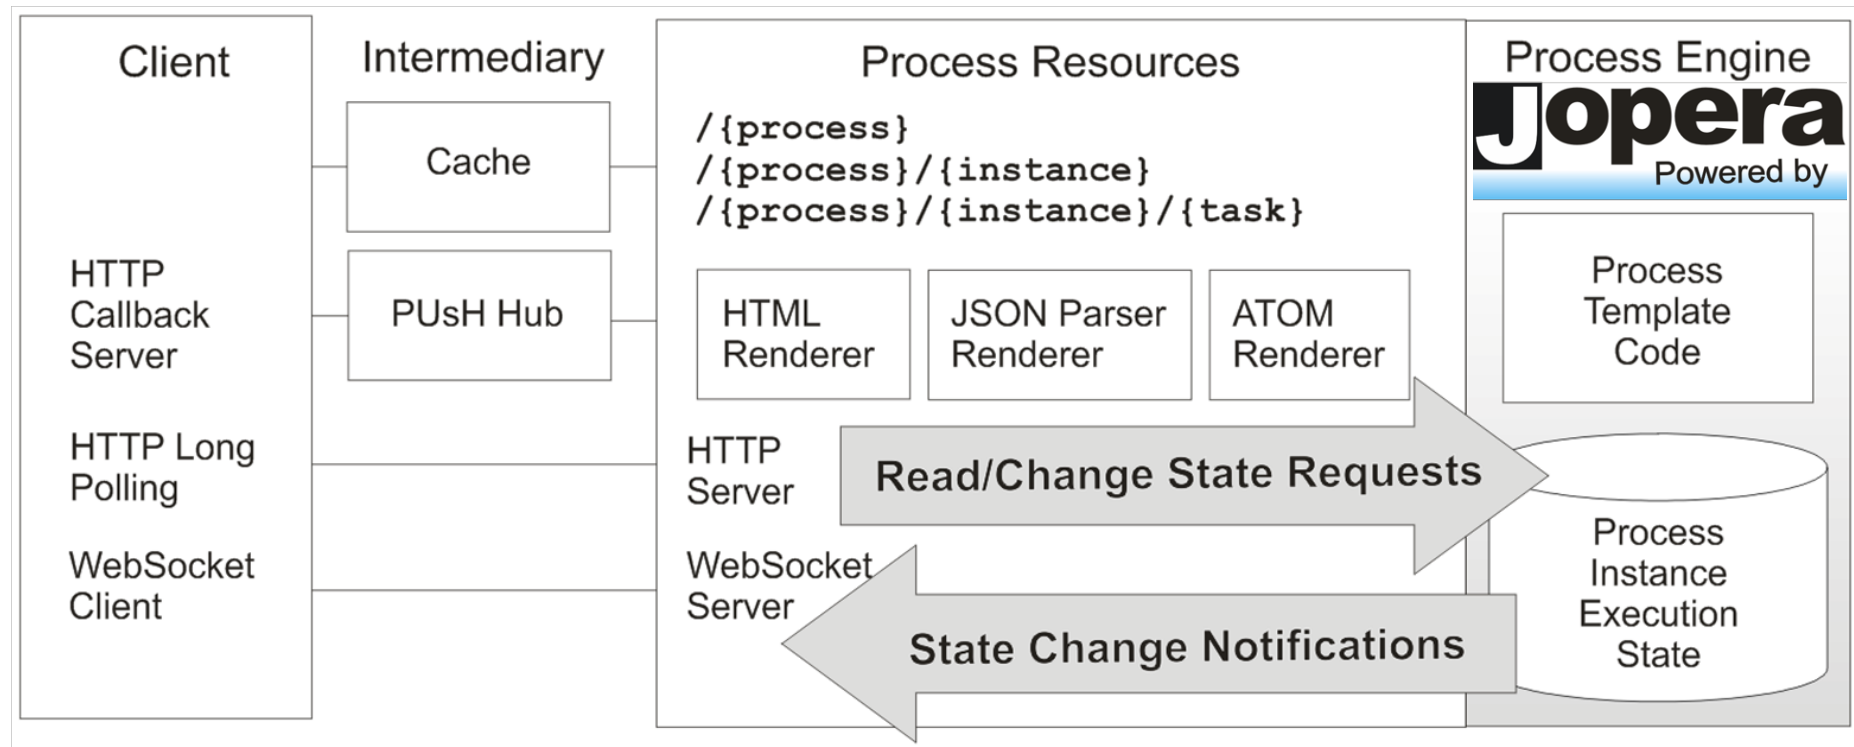 Client
HTTP
Callback
Server
HTTP Long
Polling
WebSocket
Client
Intermediary
Cache
PUsH Hub
Process Resources
/{process}
/{process}/{instance}
/{process}/{instance}/{task}
HTML
Renderer
JSON Parser
Renderer
ATOM
Renderer
HTTP
Server
Read/Change State Requests
WebSocket
Server
State Change Notifications
Process Engine
Jopera
Powered by
Process
Template
Code
Process
Instance
Execution
State